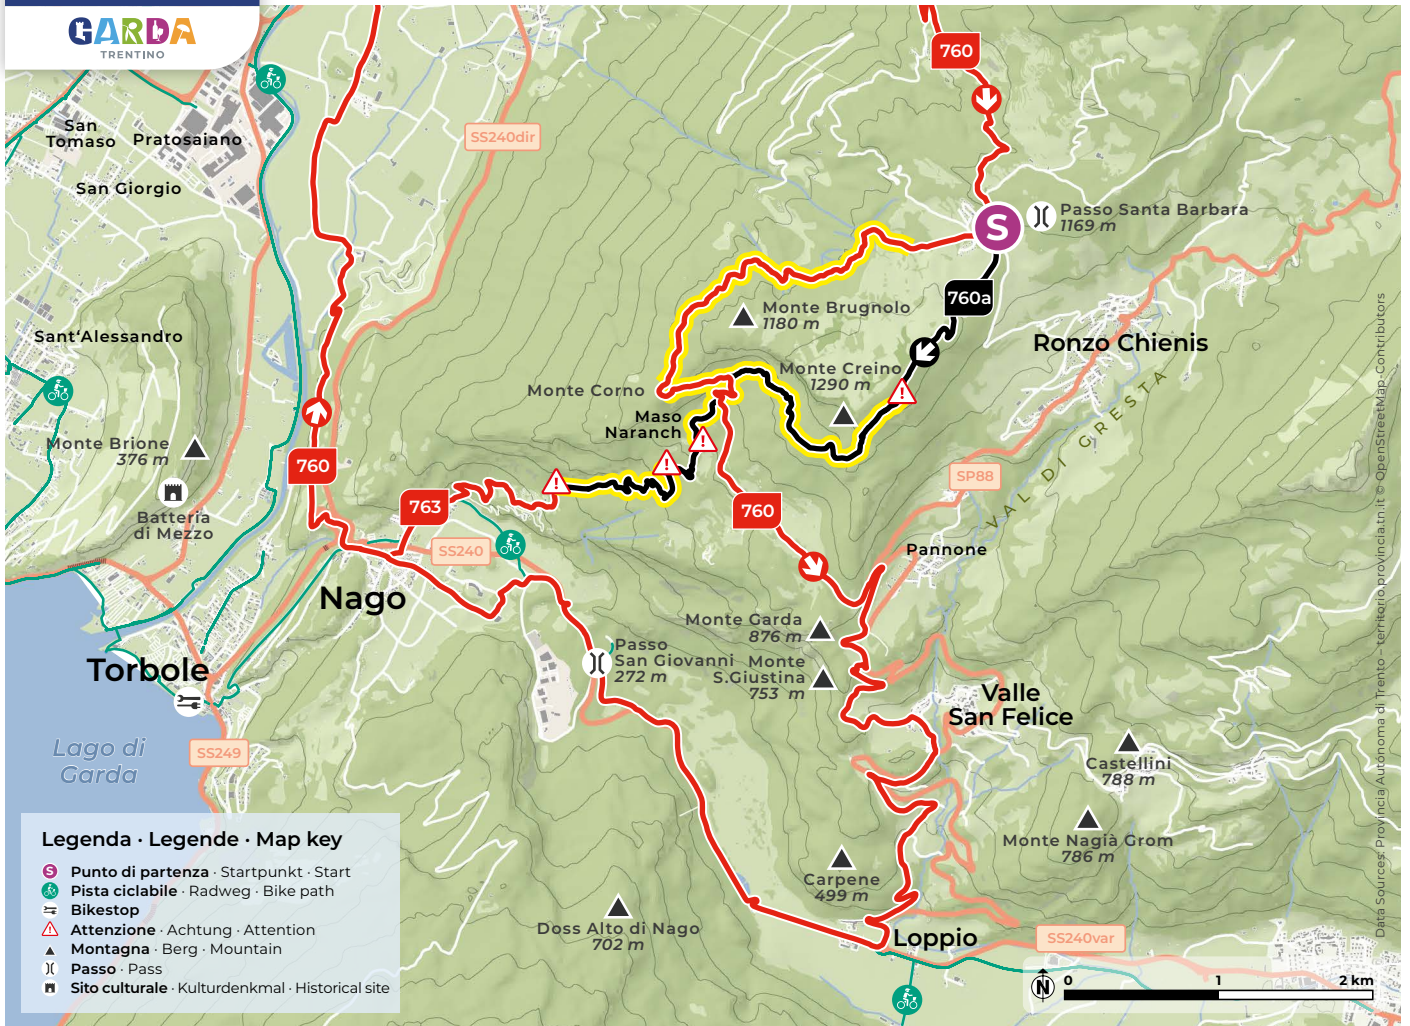 GARDA
TRENTINO
760
San
Tomaso
Pratosaiano
SS240dir
San Giorgio
S
Passo Santa Barbara
1169 m
760a
Monte Brugnolo
1180 m
Sant'Alessandro
Ronzo Chienis
Monte Creino
1290 m
Monte Corno
Maso
Naranch
VAL DI GRESTA
Monte Brione
376 m
760
SP88
763
760
Batteria
di Mezzo
SS240
Pannone
Nago
Monte Garda
876 m
Passo
San Giovanni
272 m
Monte
S.Giustina
753 m
Torbole
Valle
San Felice
Lago di
Garda
SS249
Castellini
788 m
Monte Nagià Grom
786 m
Carpene
499 m
Doss Alto di Nago
702 m
Loppio
SS240var
Legenda · Legende · Map key
S Punto di partenza · Startpunkt · Start
Pista ciclabile · Radweg · Bike path
Bikestop
Attenzione · Achtung · Attention
Montagna · Berg · Mountain
Passo · Pass
Sito culturale · Kulturdenkmal · Historical site
N
0 1 2 km
Data Sources: Provincia Autonoma di Trento – territorio.provincia.tn.it © OpenStreetMap-Contributors